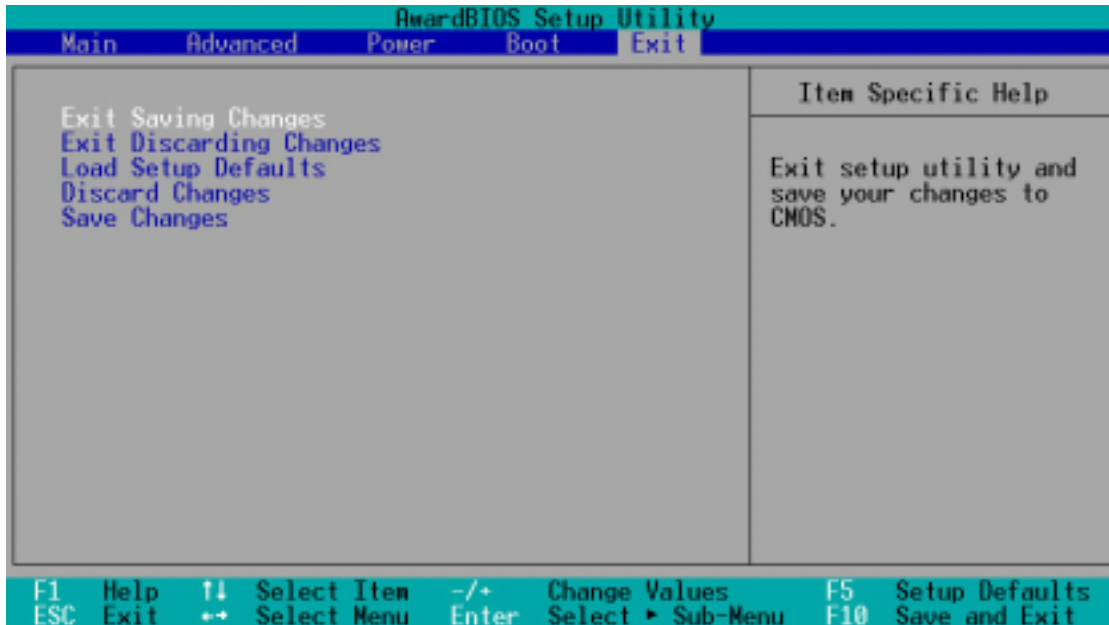 AwardBIOS Setup Utility
Main Advanced Power Boot Exit
Exit Saving Changes
Exit Discarding Changes
Load Setup Defaults
Discard Changes
Save Changes
Item Specific Help
Exit setup utility and
save your changes to
CMOS.
F1 Help ↑↓ Select Item -/+ Change Values F5 Setup Defaults
ESC Exit ←→ Select Menu Enter Select ► Sub-Menu F10 Save and Exit